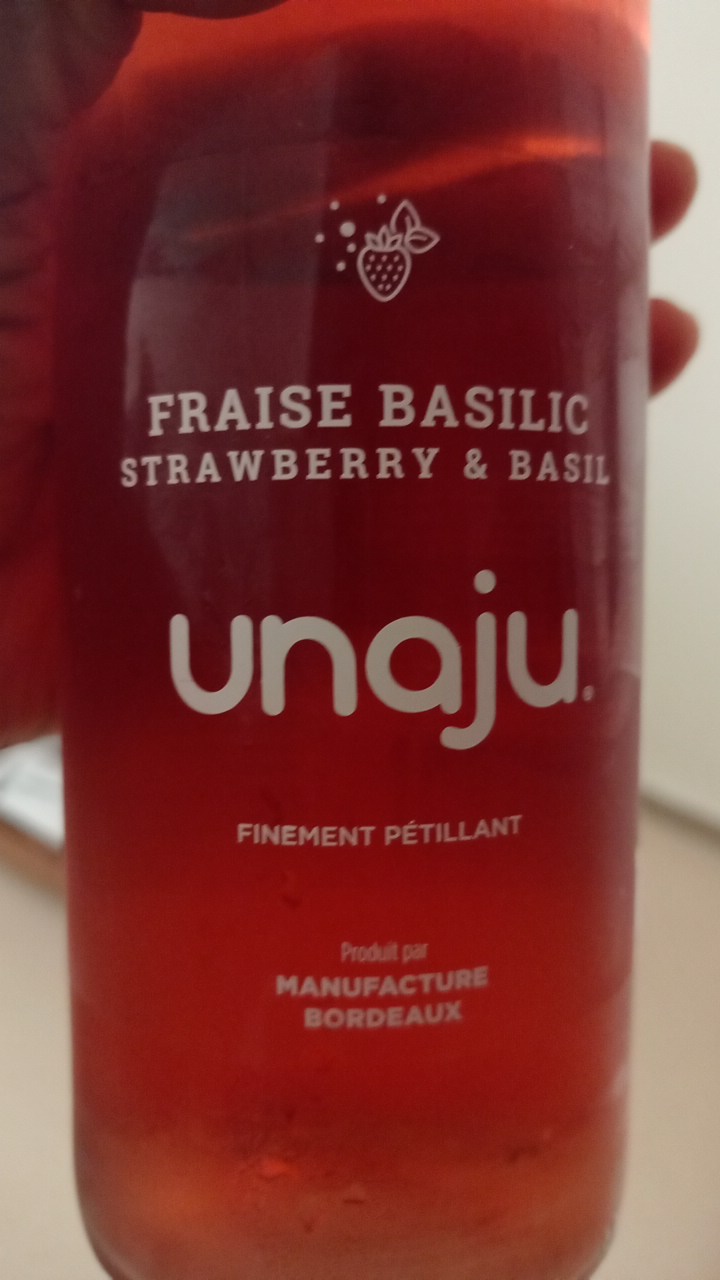 FRAISE BASILIC
STRAWBERRY & BASIL
unaju.
FINEMENT PÉTILLANT
Produit par
MANUFACTURE
BORDEAUX